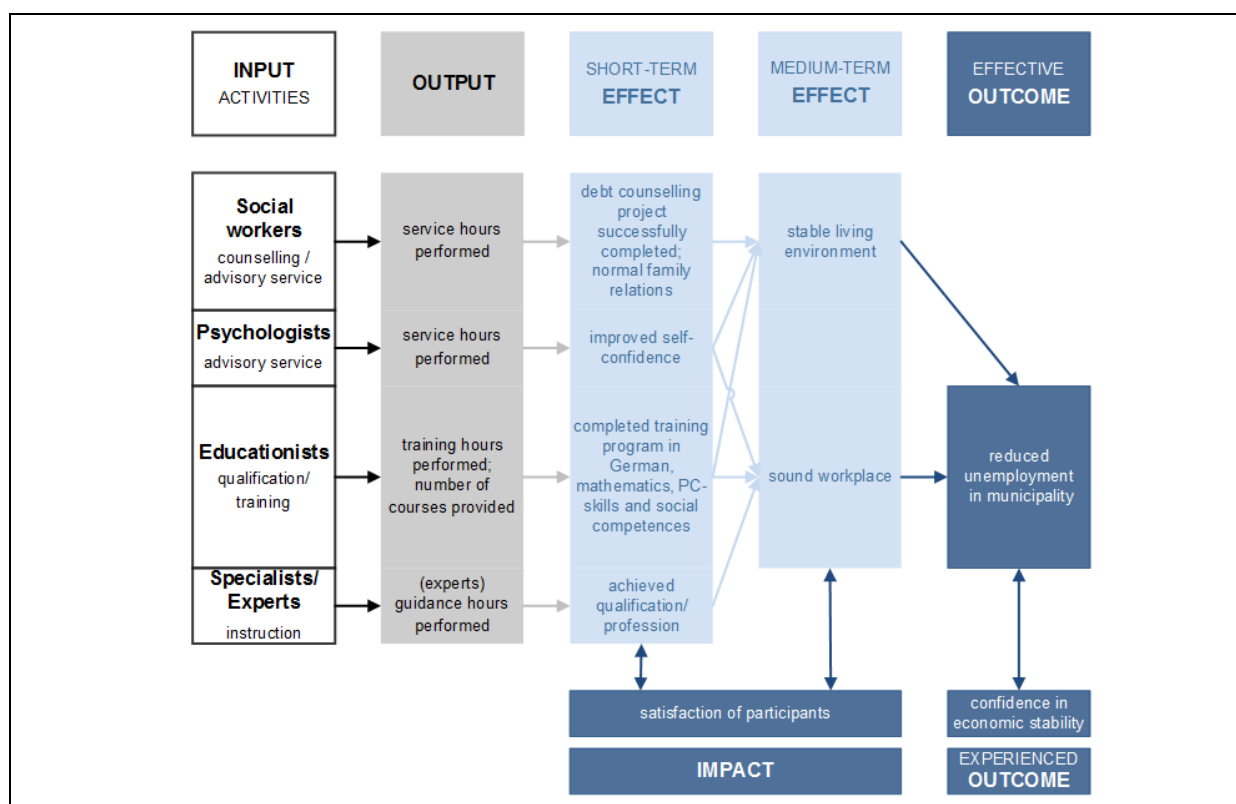 INPUT
ACTIVITIES
OUTPUT
SHORT-TERM
EFFECT
MEDIUM-TERM
EFFECT
EFFECTIVE
OUTCOME
Social
workers
counselling /
advisory service
service hours
performed
debt counselling
project
successfully
completed;
normal family
relations
stable living
environment
Psychologists
advisory service
service hours
performed
improved self-
confidence
Educationists
qualification/
training
training hours
performed;
number of
courses provided
completed training
program in
German,
mathematics, PC-
skills and social
competences
sound workplace
reduced
unemployment
in municipality
Specialists/
Experts
instruction
(experts)
guidance hours
performed
achieved
qualification/
profession
satisfaction of participants
confidence in
economic stability
IMPACT
EXPERIENCED
OUTCOME